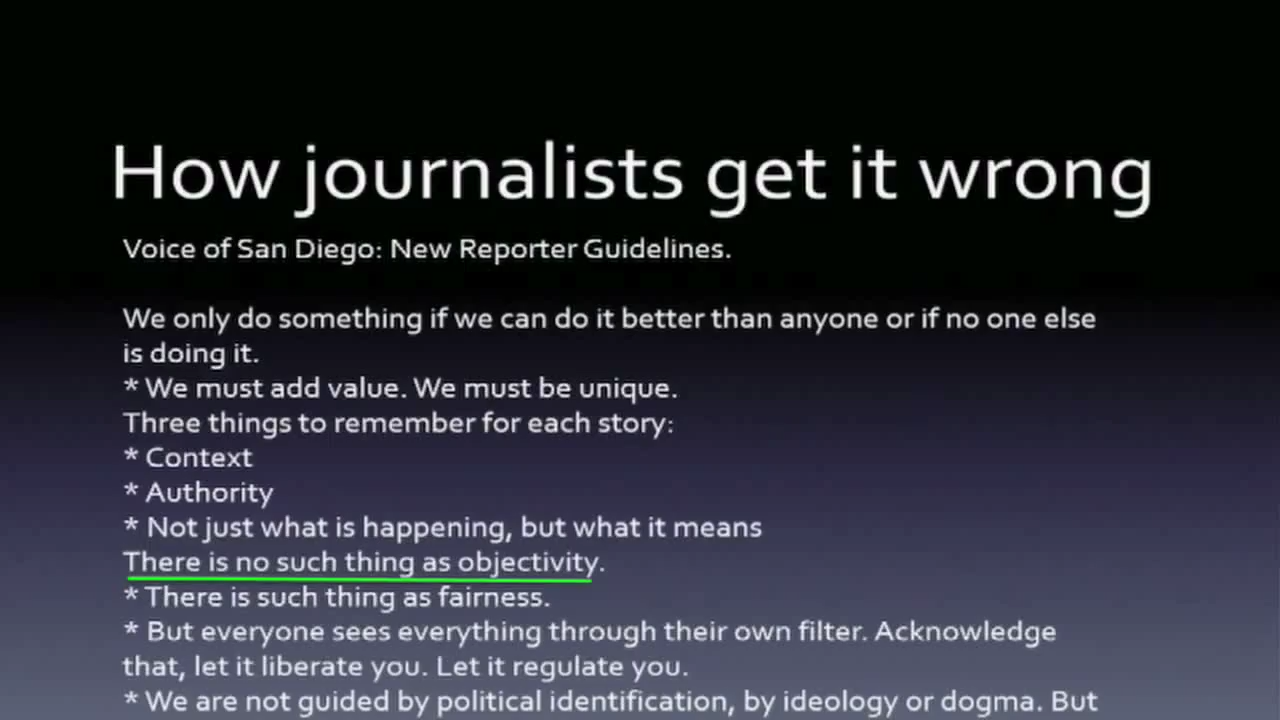 How journalists get it wrong
Voice of San Diego: New Reporter Guidelines.
We only do something if we can do it better than anyone or if no one else
is doing it.
* We must add value. We must be unique.
Three things to remember for each story:
* Context
* Authority
* Not just what is happening, but what it means
There is no such thing as objectivity.
* There is such thing as fairness.
* But everyone sees everything through their own filter. Acknowledge
that, let it liberate you. Let it regulate you.
* We are not guided by political identification, by ideology or dogma. But